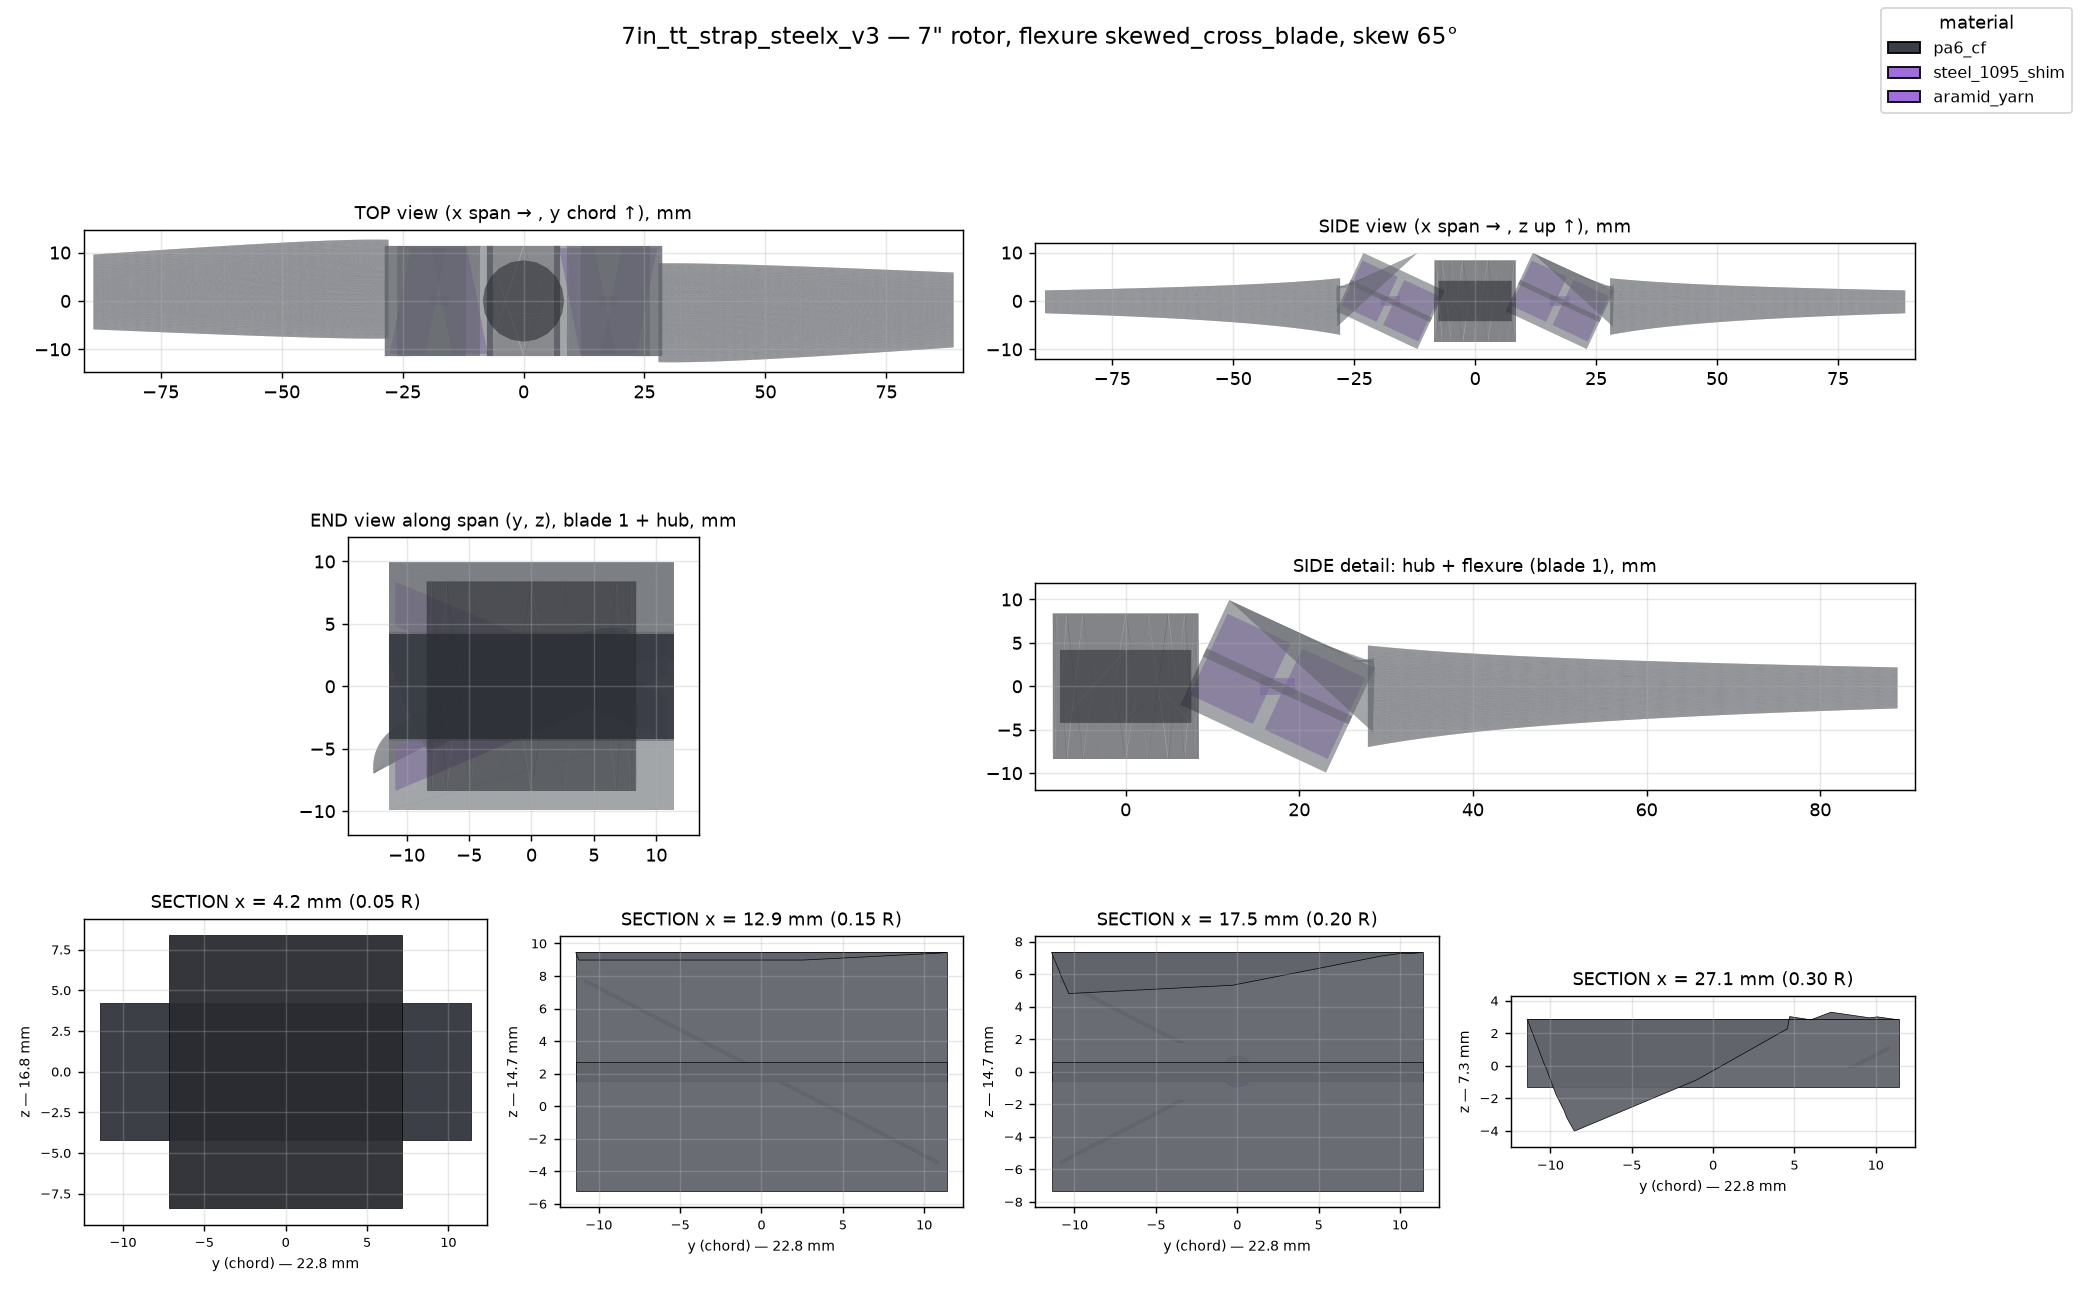 7in_tt_strap_steelx_v3 — 7" rotor, flexure skewed_cross_blade, skew 65°
material
pa6_cf
steel_1095_shim
aramid_yarn
TOP view (x span → , y chord ↑), mm
10
0
−10
−75 −50 −25 0 25 50 75
SIDE view (x span → , z up ↑), mm
10
0
−10
−75 −50 −25 0 25 50 75
END view along span (y, z), blade 1 + hub, mm
10
5
0
−5
−10
−10 −5 0 5 10
SIDE detail: hub + flexure (blade 1), mm
10
5
0
−5
−10
0 20 40 60 80
SECTION x = 4.2 mm (0.05 R)
z — 16.8 mm
7.5
5.0
2.5
0.0
−2.5
−5.0
−7.5
−10 −5 0 5 10
y (chord) — 22.8 mm
SECTION x = 12.9 mm (0.15 R)
z — 14.7 mm
10
8
6
4
2
0
−2
−4
−6
−10 −5 0 5 10
y (chord) — 22.8 mm
SECTION x = 17.5 mm (0.20 R)
z — 14.7 mm
8
6
4
2
0
−2
−4
−6
−8
−10 −5 0 5 10
y (chord) — 22.8 mm
SECTION x = 27.1 mm (0.30 R)
z — 7.3 mm
4
2
0
−2
−4
−10 −5 0 5 10
y (chord) — 22.8 mm